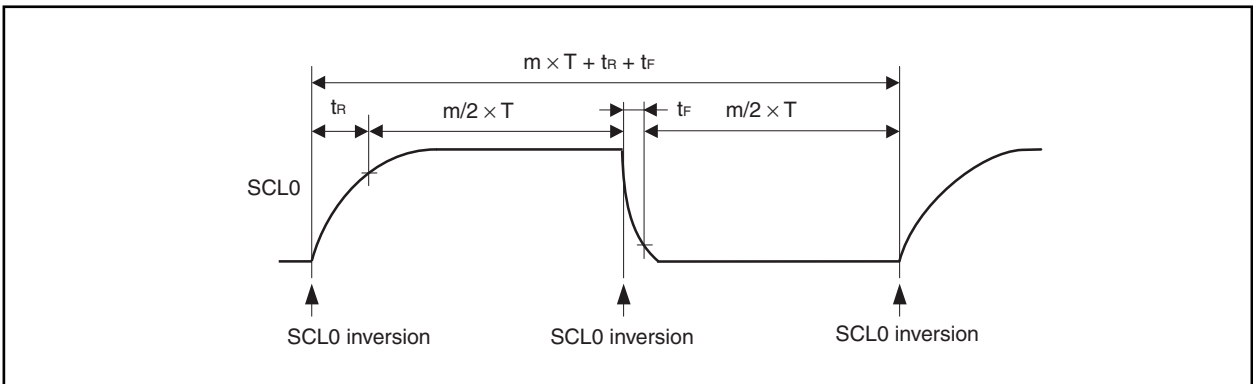 m × T + tR + tF
tR
m/2 × T
tF
m/2 × T
SCL0
SCL0 inversion
SCL0 inversion
SCL0 inversion